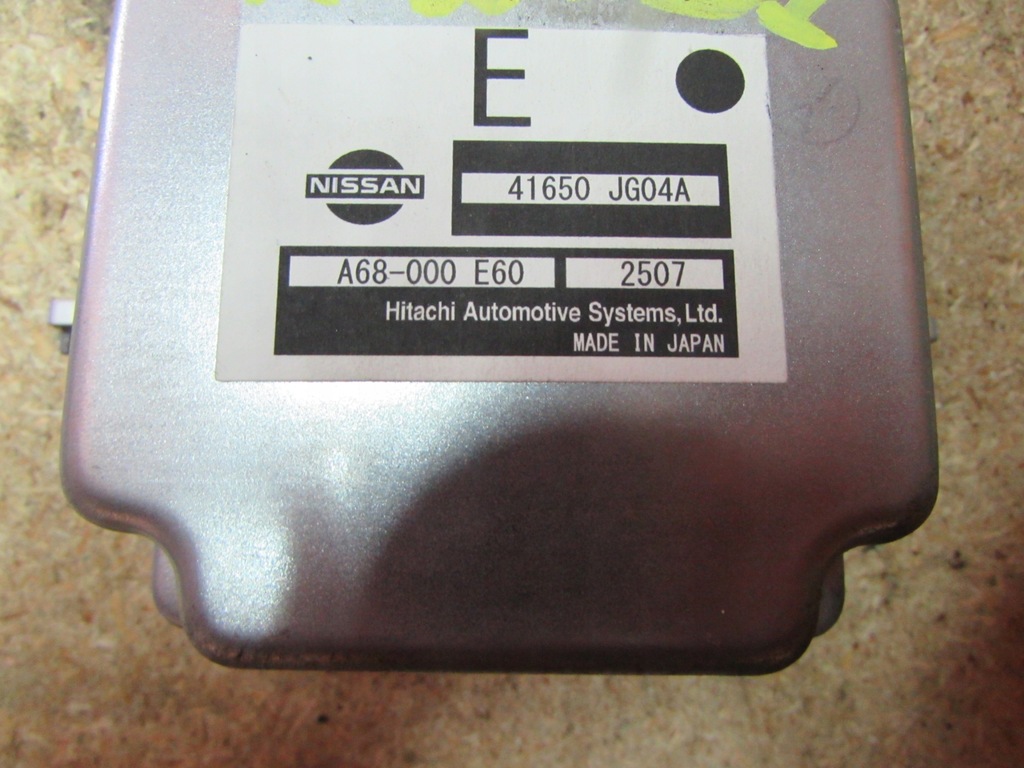 E
NISSAN
41650 JG04A
A68-000 E60 2507
Hitachi Automotive Systems, Ltd.
MADE IN JAPAN